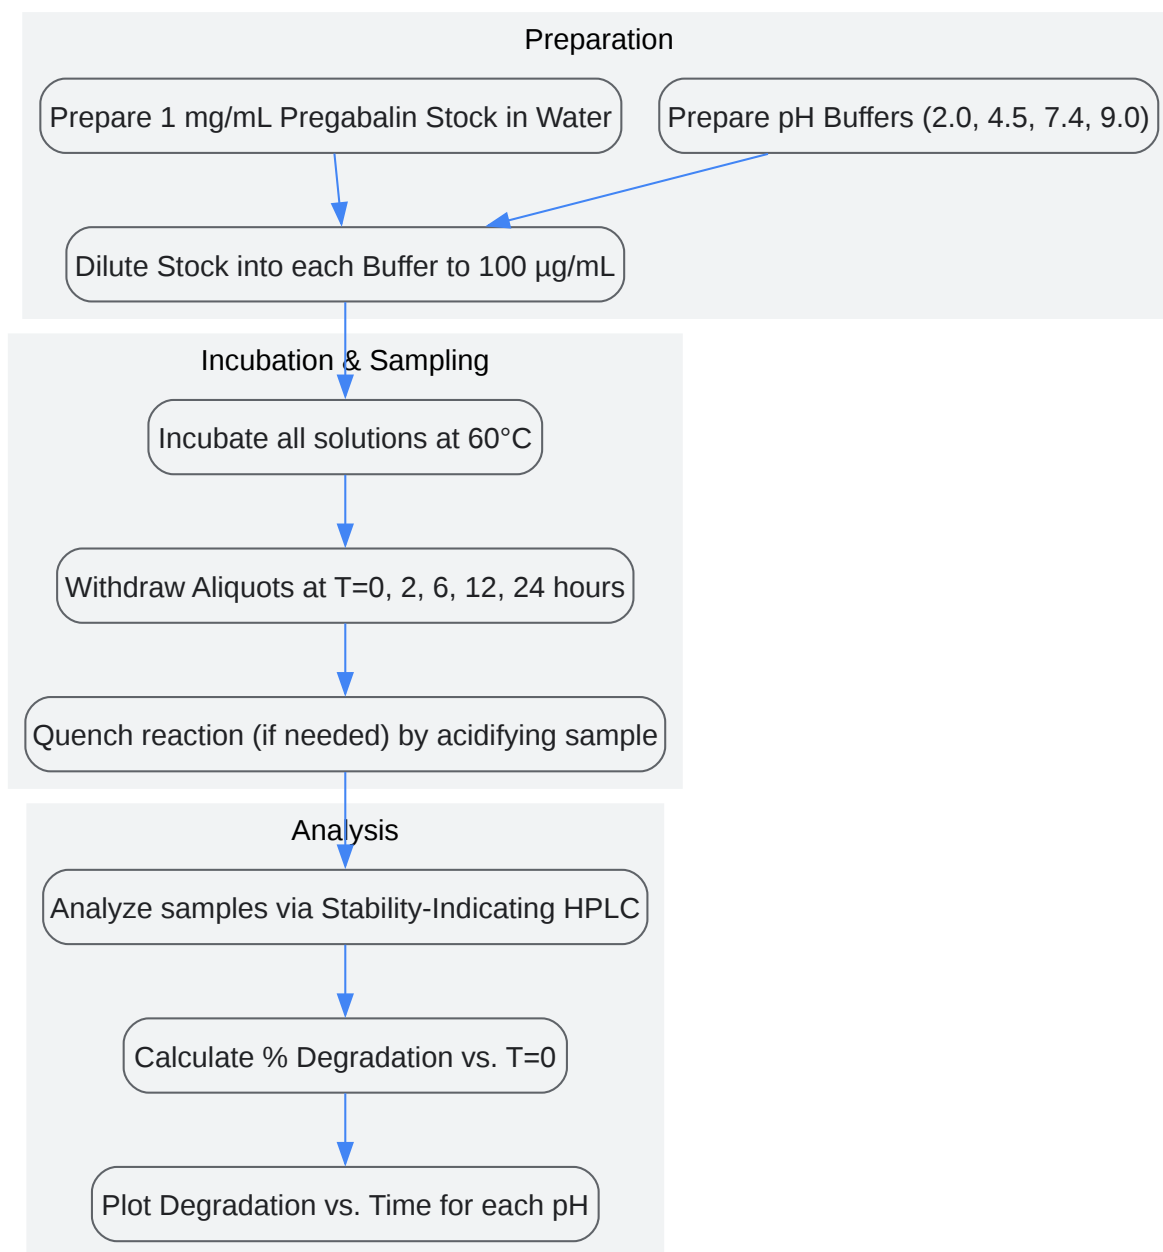 Preparation
Prepare 1 mg/mL Pregabalin Stock in Water
Prepare pH Buffers (2.0, 4.5, 7.4, 9.0)
Dilute Stock into each Buffer to 100 µg/mL
Incubation & Sampling
Incubate all solutions at 60°C
Withdraw Aliquots at T=0, 2, 6, 12, 24 hours
Quench reaction (if needed) by acidifying sample
Analysis
Analyze samples via Stability-Indicating HPLC
Calculate % Degradation vs. T=0
Plot Degradation vs. Time for each pH